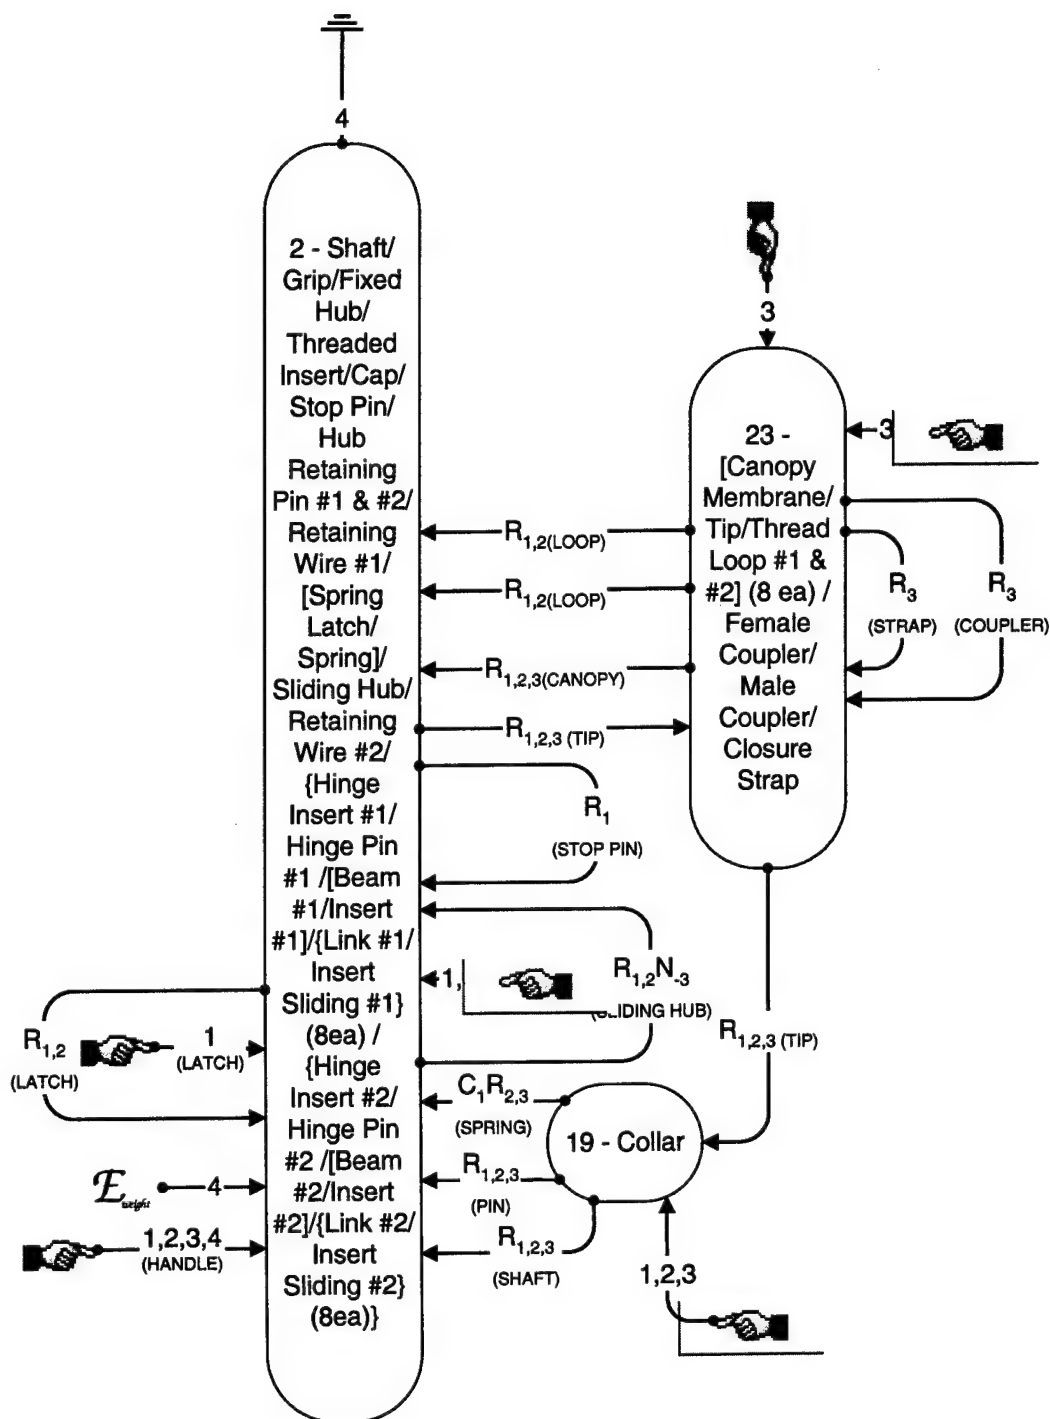 4
2 - Shaft/
Grip/Fixed
Hub/
Threaded
Insert/Cap/
Stop Pin/
Hub
Retaining
Pin #1 & #2/
Retaining
Wire #1/
[Spring
Latch/
Spring]/
Sliding Hub/
Retaining
Wire #2/
{Hinge
Insert #1/
Hinge Pin
#1 /[Beam
#1/Insert
#1]/{Link #1/
Insert
Sliding #1}
(8ea) /
{Hinge
Insert #2/
Hinge Pin
#2 /[Beam
#2/Insert
#2]/{Link #2/
Insert
Sliding #2}
(8ea)}
3
3
23 -
[Canopy
Membrane/
Tip/Thread
Loop #1 &
#2] (8 ea) /
Female
Coupler/
Male
Coupler/
Closure
Strap
R1,2(LOOP)
R1,2(LOOP)
R1,2,3(CANOPY)
R1,2,3 (TIP)
R3
(STRAP)
R3
(COUPLER)
R1
(STOP PIN)
1,
R1,2N-3
(SLIDING HUB)
R1,2
(LATCH)
1
(LATCH)
R1,2,3 (TIP)
C1R2,3
(SPRING)
19 - Collar
R1,2,3
(PIN)
R1,2,3
(SHAFT)
Eweight
4
1,2,3,4
(HANDLE)
1,2,3